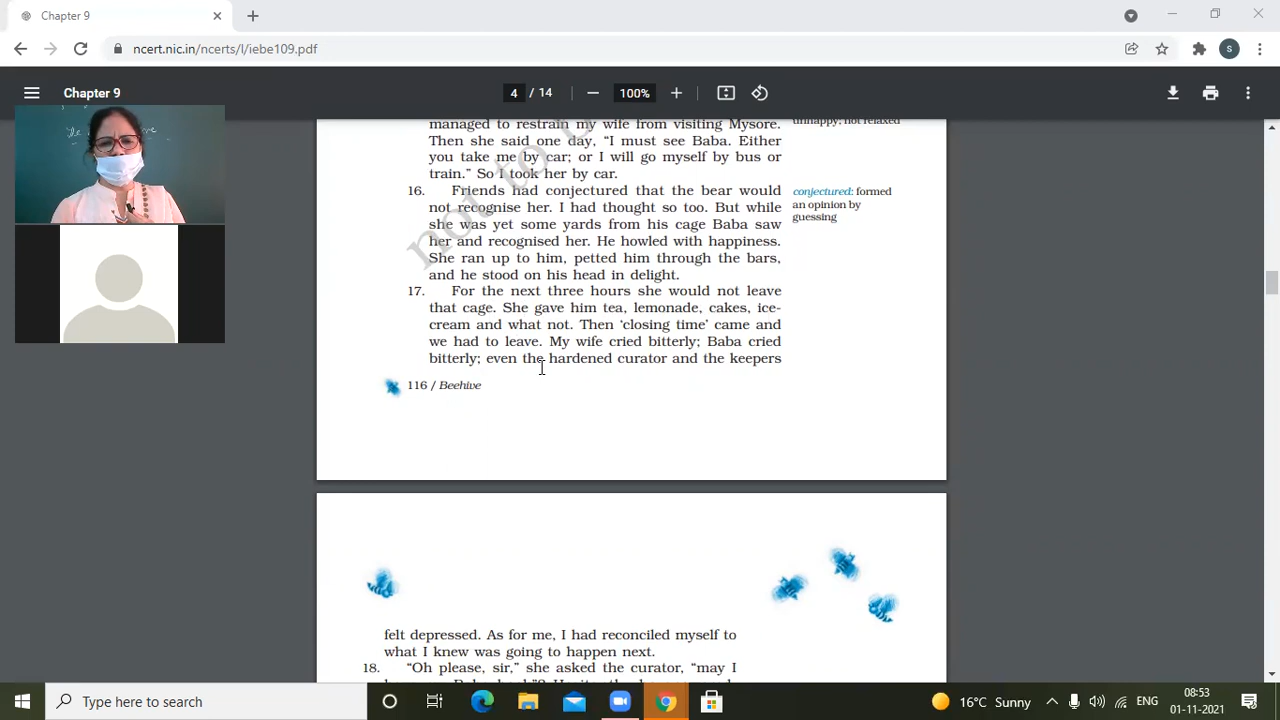 Chapter 9
ncert.nic.in/ncerts/l/iebe109.pdf
S
Chapter 9
4 / 14
100%
managed to restrain my wife from visiting Mysore.
unhappy; not relaxed
Then she said one day, “I must see Baba. Either
you take me by car; or I will go myself by bus or
train.” So I took her by car.
16. Friends had conjectured that the bear would
conjectured: formed
an opinion by
guessing
not recognise her. I had thought so too. But while
she was yet some yards from his cage Baba saw
her and recognised her. He howled with happiness.
She ran up to him, petted him through the bars,
and he stood on his head in delight.
17. For the next three hours she would not leave
that cage. She gave him tea, lemonade, cakes, ice-
cream and what not. Then ‘closing time’ came and
we had to leave. My wife cried bitterly; Baba cried
bitterly; even the hardened curator and the keepers
116 / Beehive
not to
felt depressed. As for me, I had reconciled myself to
what I knew was going to happen next.
18. “Oh please, sir,” she asked the curator, “may I
Type here to search
16°C Sunny
ENG
08:53
01-11-2021